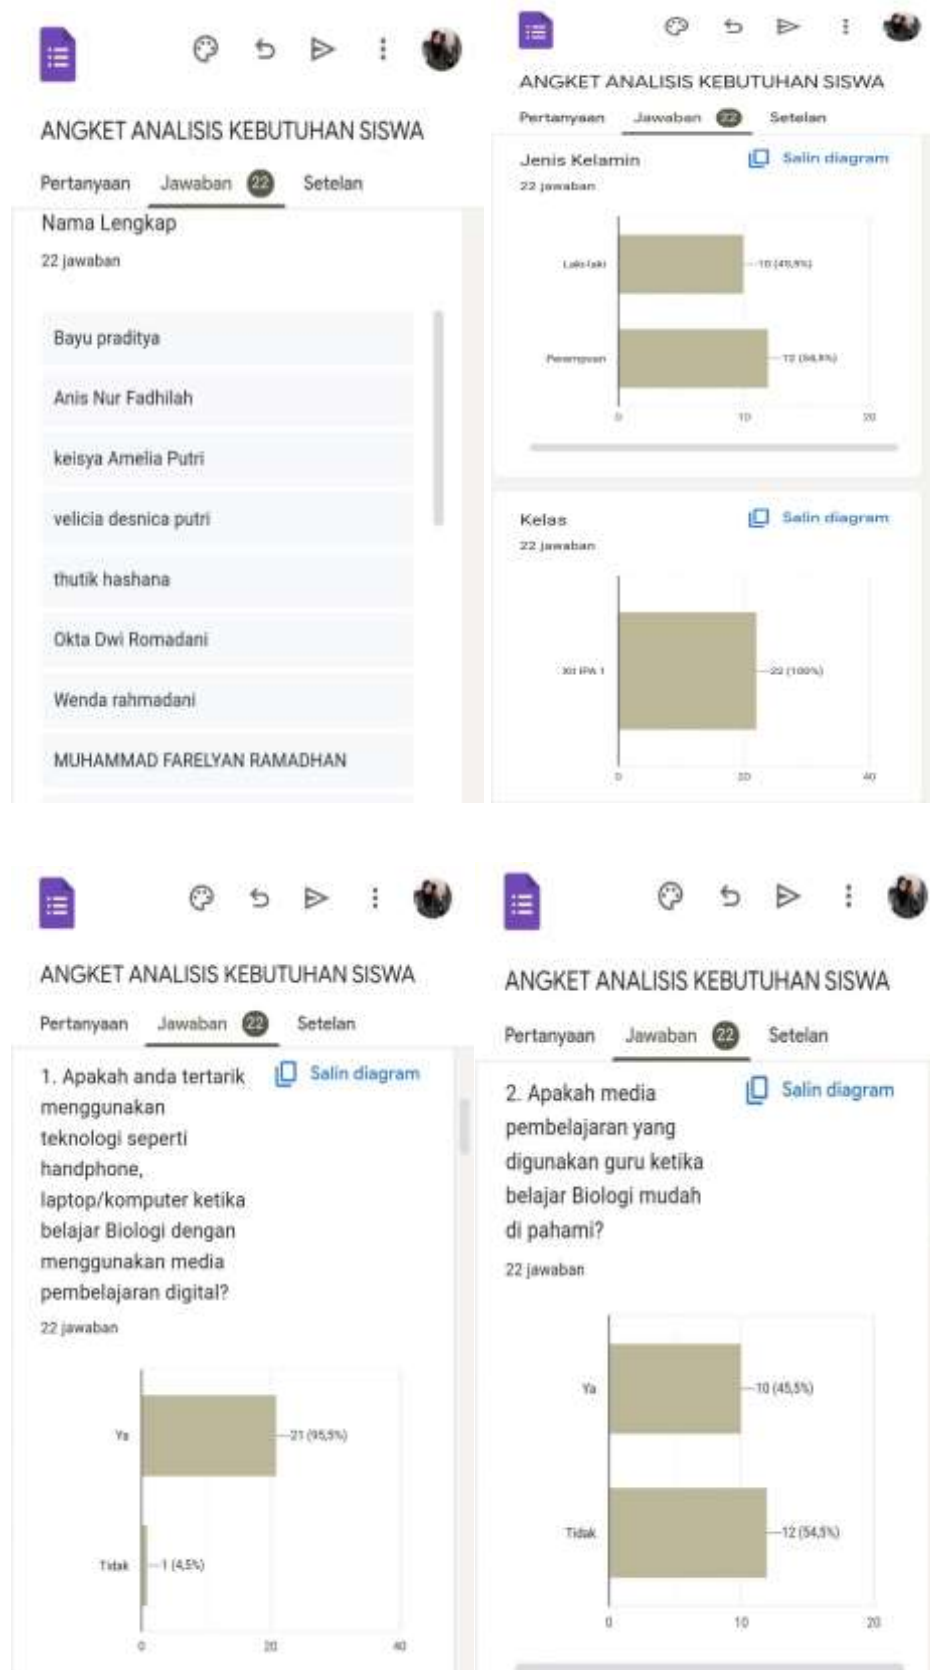 ANGKET ANALISIS KEBUTUHAN SISWA
Pertanyaan Jawaban 22 Setelan
Nama Lengkap
22 jawaban
Bayu praditya
Anis Nur Fadhilah
keisya Amelia Putri
velicia desnica putri
thutik hashana
Okta Dwi Romadani
Wenda rahmadani
MUHAMMAD FARELYAN RAMADHAN
ANGKET ANALISIS KEBUTUHAN SISWA
Pertanyaan Jawaban 22 Setelan
Jenis Kelamin Salin diagram
22 jawaban
Laki-laki 10 (45,5%)
Perempuan 12 (54,5%)
0 10 20
Kelas Salin diagram
22 jawaban
XII IPA 1 22 (100%)
0 20 40
ANGKET ANALISIS KEBUTUHAN SISWA
Pertanyaan Jawaban 22 Setelan
1. Apakah anda tertarik Salin diagram
menggunakan
teknologi seperti
handphone,
laptop/komputer ketika
belajar Biologi dengan
menggunakan media
pembelajaran digital?
22 jawaban
Ya 21 (95,5%)
Tidak 1 (4,5%)
0 20 40
ANGKET ANALISIS KEBUTUHAN SISWA
Pertanyaan Jawaban 22 Setelan
2. Apakah media Salin diagram
pembelajaran yang
digunakan guru ketika
belajar Biologi mudah
di pahami?
22 jawaban
Ya 10 (45,5%)
Tidak 12 (54,5%)
0 10 20